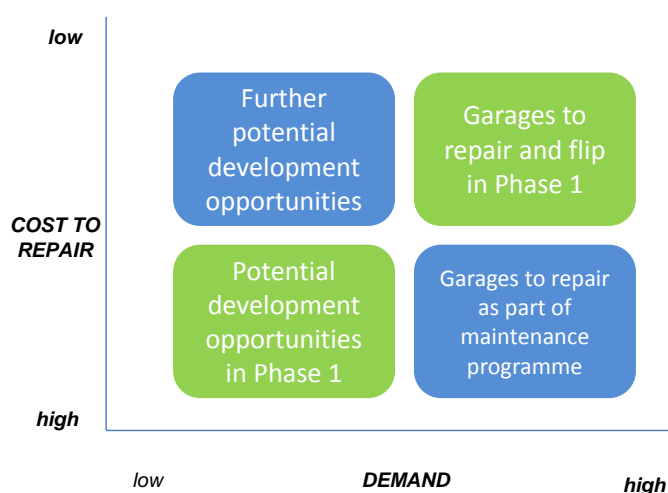 low
Further
potential
development
opportunities
Garages to
repair and flip
in Phase 1
COST TO
REPAIR
Potential
development
opportunities
in Phase 1
Garages to repair
as part of
maintenance
programme
high
low
DEMAND
high